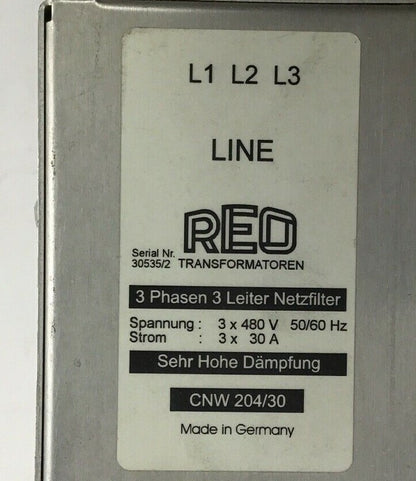 L1 L2 L3
LINE
REO
Serial Nr.
30535/2 TRANSFORMATOREN
3 Phasen 3 Leiter Netzfilter
Spannung : 3 x 480 V 50/60 Hz
Strom : 3 x 30 A
Sehr Hohe Dämpfung
CNW 204/30
Made in Germany